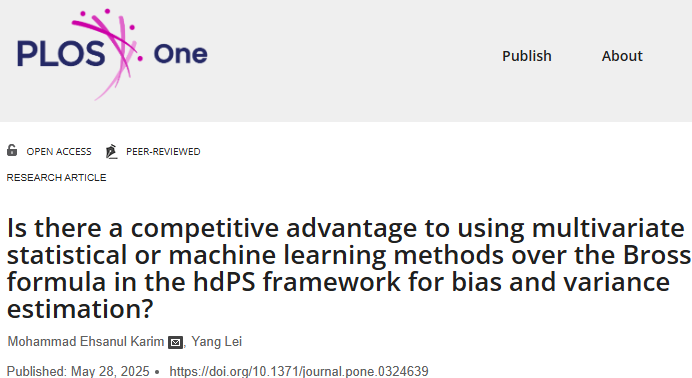 PLOS One
Publish
About
OPEN ACCESS
PEER-REVIEWED
RESEARCH ARTICLE
Is there a competitive advantage to using multivariate
statistical or machine learning methods over the Bross
formula in the hdPS framework for bias and variance
estimation?
Mohammad Ehsanul Karim , Yang Lei
Published: May 28, 2025 • https://doi.org/10.1371/journal.pone.0324639